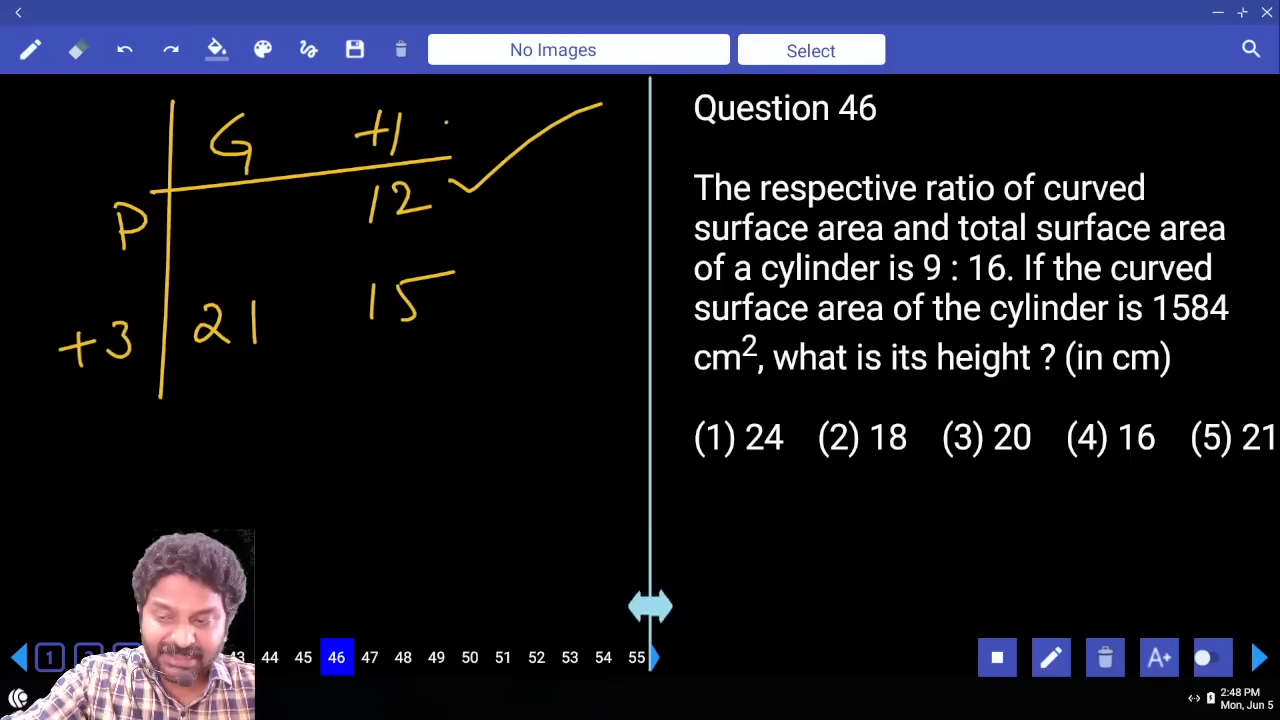 No Images
Select
G +1
P 12
+3 21 15
Question 46
The respective ratio of curved
surface area and total surface area
of a cylinder is 9 : 16. If the curved
surface area of the cylinder is 1584
cm², what is its height ? (in cm)
(1) 24 (2) 18 (3) 20 (4) 16 (5) 21
1 43 44 45 46 47 48 49 50 51 52 53 54 55
A+
2:48 PM
Mon, Jun 5